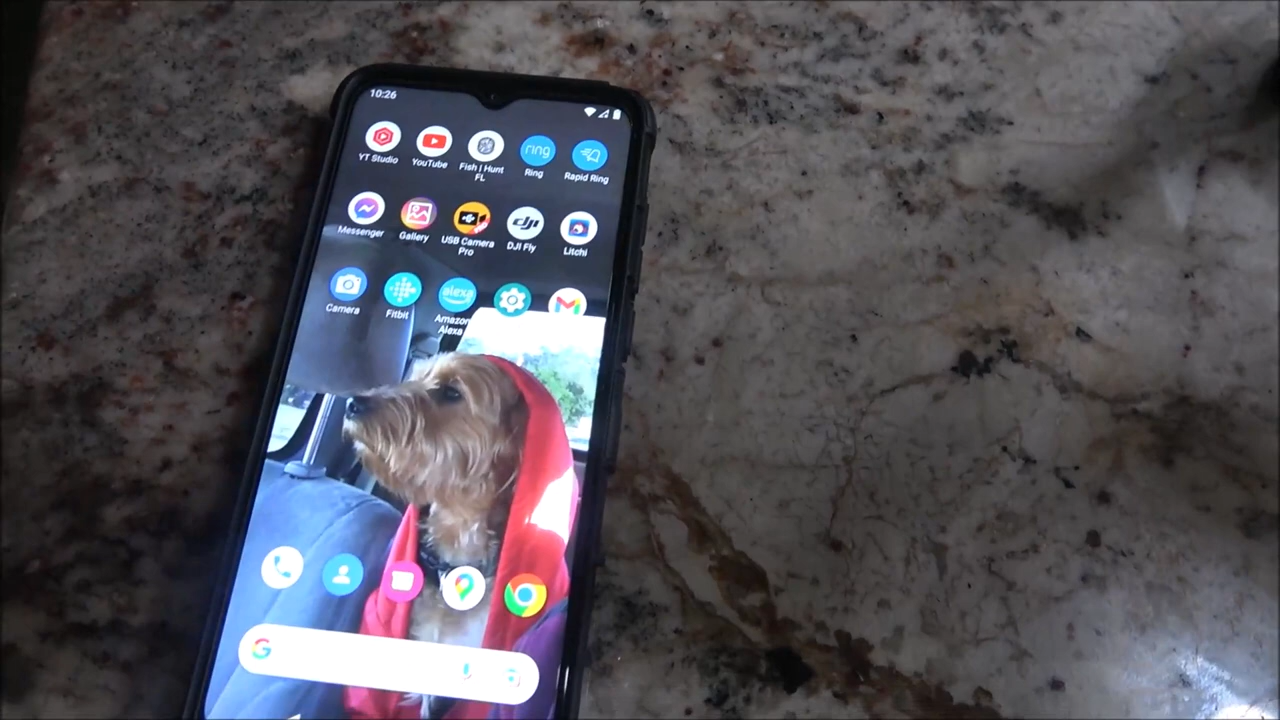 10:26
YT Studio
YouTube
Fish | Hunt
FL
ring
Ring
Rapid Ring
Messenger
Gallery
USB Camera
Pro
dji
DJI Fly
Litchi
Camera
Fitbit
alexa
Amazon
Alexa